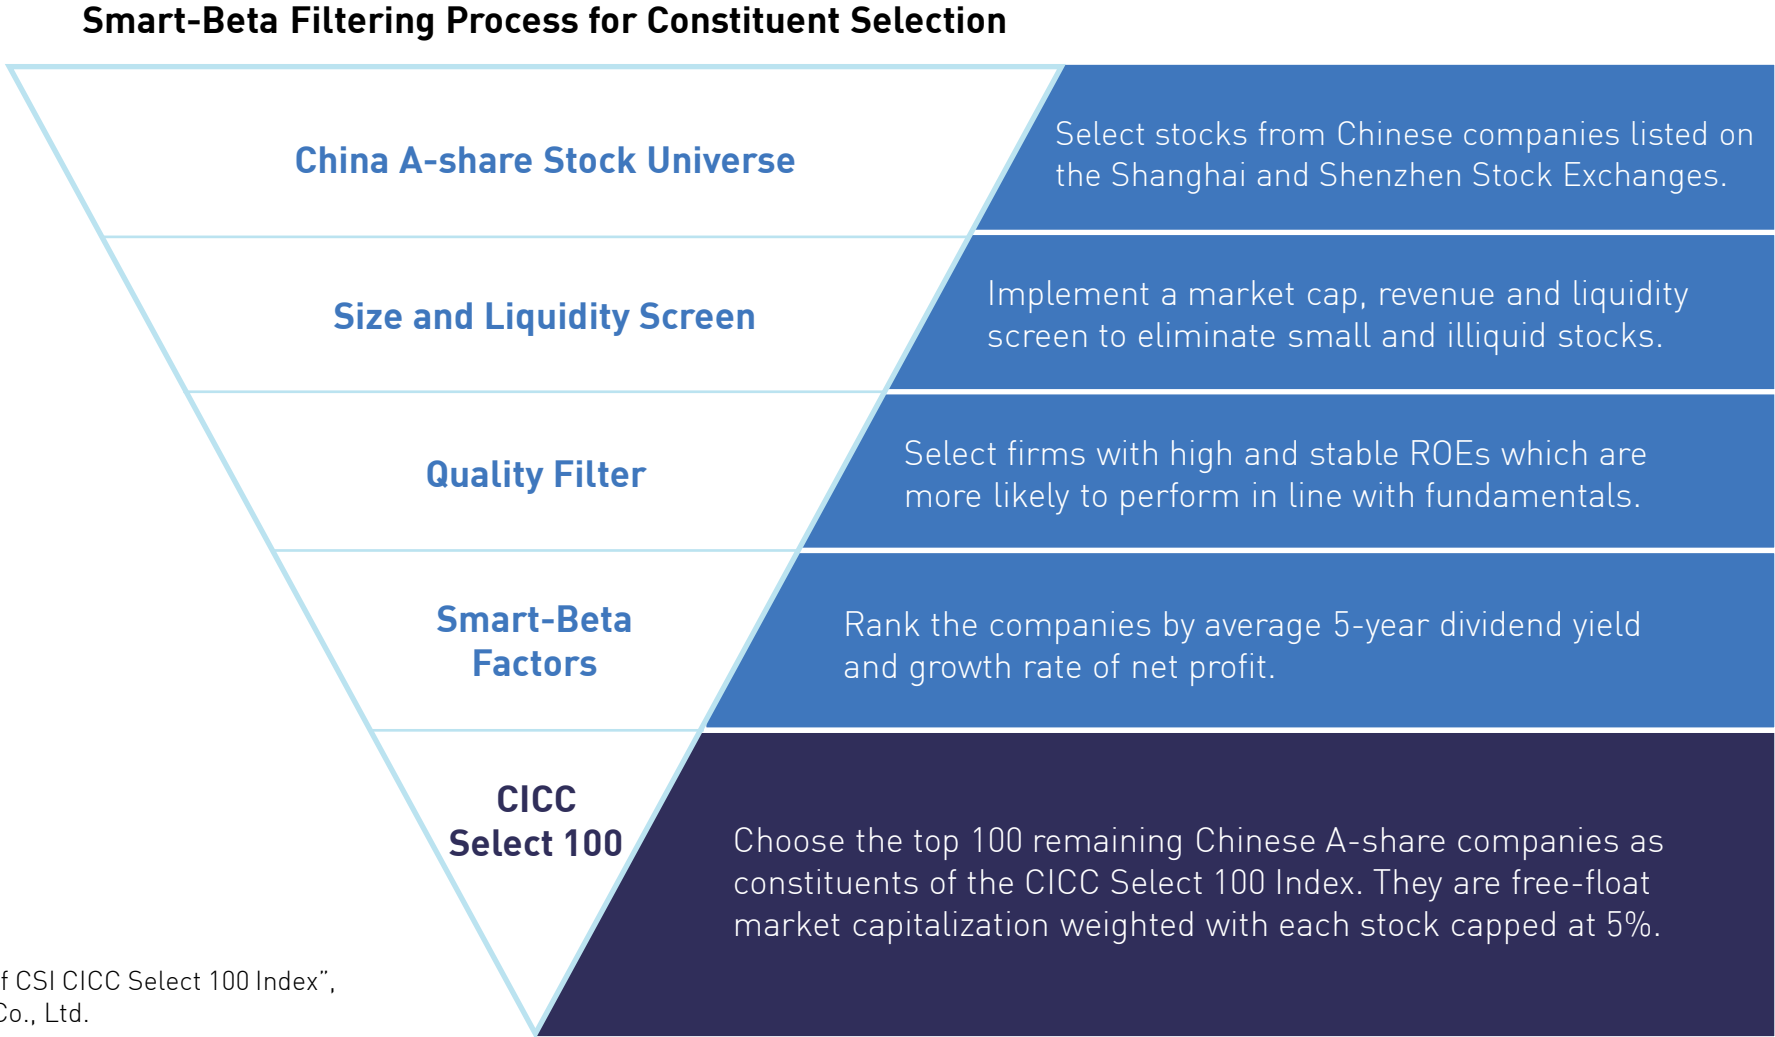 Smart-Beta Filtering Process for Constituent Selection
China A-share Stock Universe
Select stocks from Chinese companies listed on
the Shanghai and Shenzhen Stock Exchanges.
Size and Liquidity Screen
Implement a market cap, revenue and liquidity
screen to eliminate small and illiquid stocks.
Quality Filter
Select firms with high and stable ROEs which are
more likely to perform in line with fundamentals.
Smart-Beta
Factors
Rank the companies by average 5-year dividend yield
and growth rate of net profit.
CICC
Select 100
Choose the top 100 remaining Chinese A-share companies as
constituents of the CICC Select 100 Index. They are free-float
market capitalization weighted with each stock capped at 5%.
f CSI CICC Select 100 Index”,
Co., Ltd.